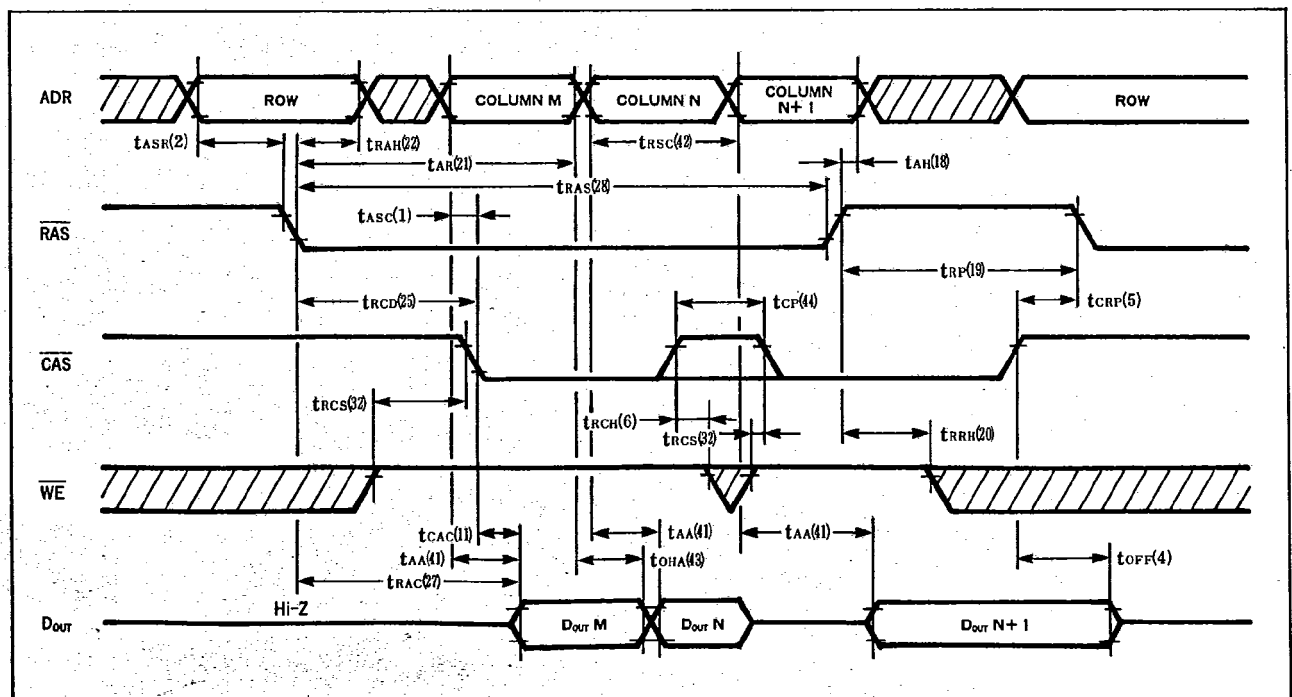 ADR
ROW
COLUMN M
COLUMN N
COLUMN
N+1
ROW
tASR(2)
tRAH(22)
tAR(21)
tRSC(42)
tAH(18)
tRAS(28)
tASC(1)
RAS
tRP(19)
tRCD(25)
tCP(44)
tCRP(5)
CAS
tRCS(32)
tRCH(6)
tRCS(32)
tRRH(20)
WE
tCAC(11)
tAA(41)
tAA(41)
tAA(41)
tOHA(43)
tOFF(4)
tRAC(27)
Hi-Z
DOUT
DOUT M
DOUT N
DOUT N+1